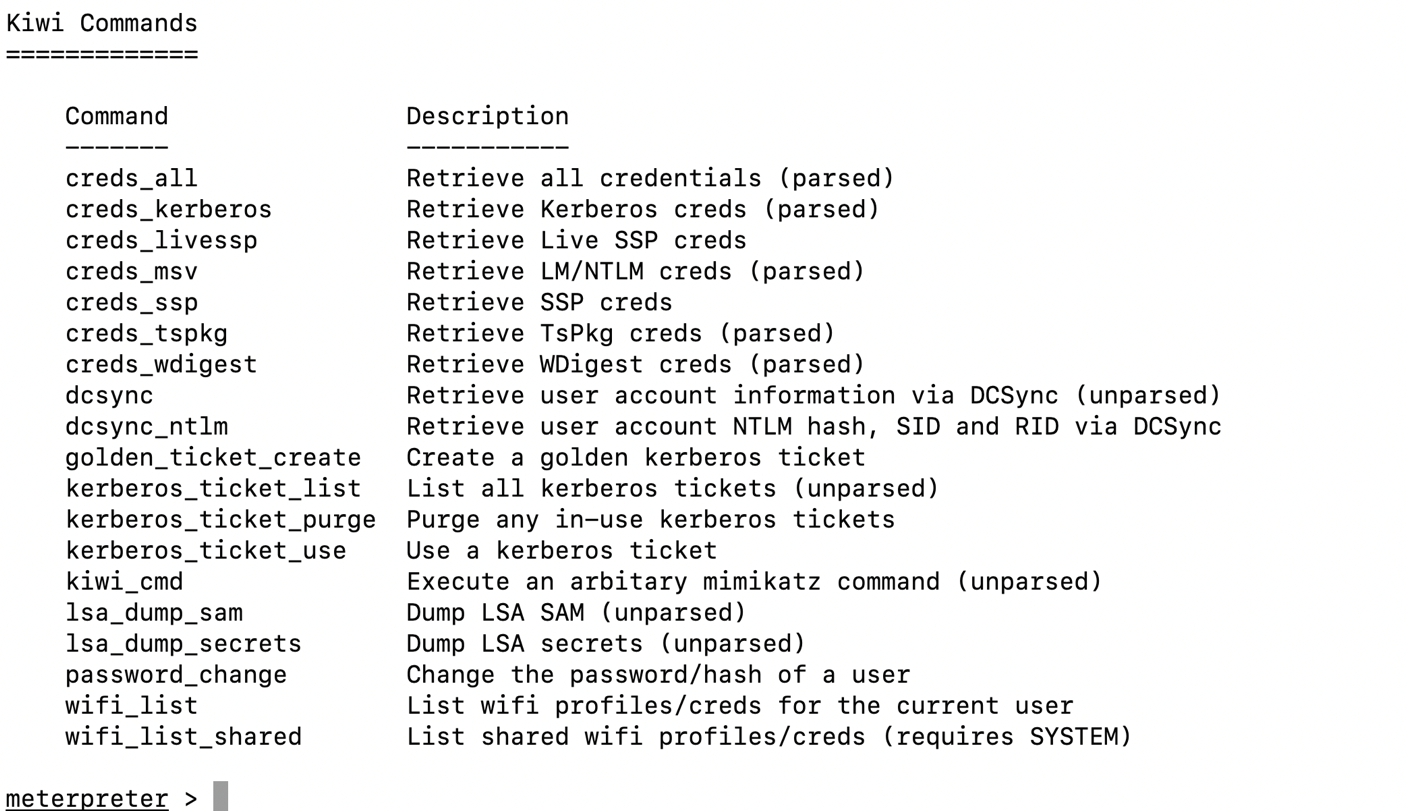 Kiwi Commands
=============
Command Description
------- -----------
creds_all Retrieve all credentials (parsed)
creds_kerberos Retrieve Kerberos creds (parsed)
creds_livessp Retrieve Live SSP creds
creds_msv Retrieve LM/NTLM creds (parsed)
creds_ssp Retrieve SSP creds
creds_tspkg Retrieve TsPkg creds (parsed)
creds_wdigest Retrieve WDigest creds (parsed)
dcsync Retrieve user account information via DCSync (unparsed)
dcsync_ntlm Retrieve user account NTLM hash, SID and RID via DCSync
golden_ticket_create Create a golden kerberos ticket
kerberos_ticket_list List all kerberos tickets (unparsed)
kerberos_ticket_purge Purge any in-use kerberos tickets
kerberos_ticket_use Use a kerberos ticket
kiwi_cmd Execute an arbitary mimikatz command (unparsed)
lsa_dump_sam Dump LSA SAM (unparsed)
lsa_dump_secrets Dump LSA secrets (unparsed)
password_change Change the password/hash of a user
wifi_list List wifi profiles/creds for the current user
wifi_list_shared List shared wifi profiles/creds (requires SYSTEM)
meterpreter >